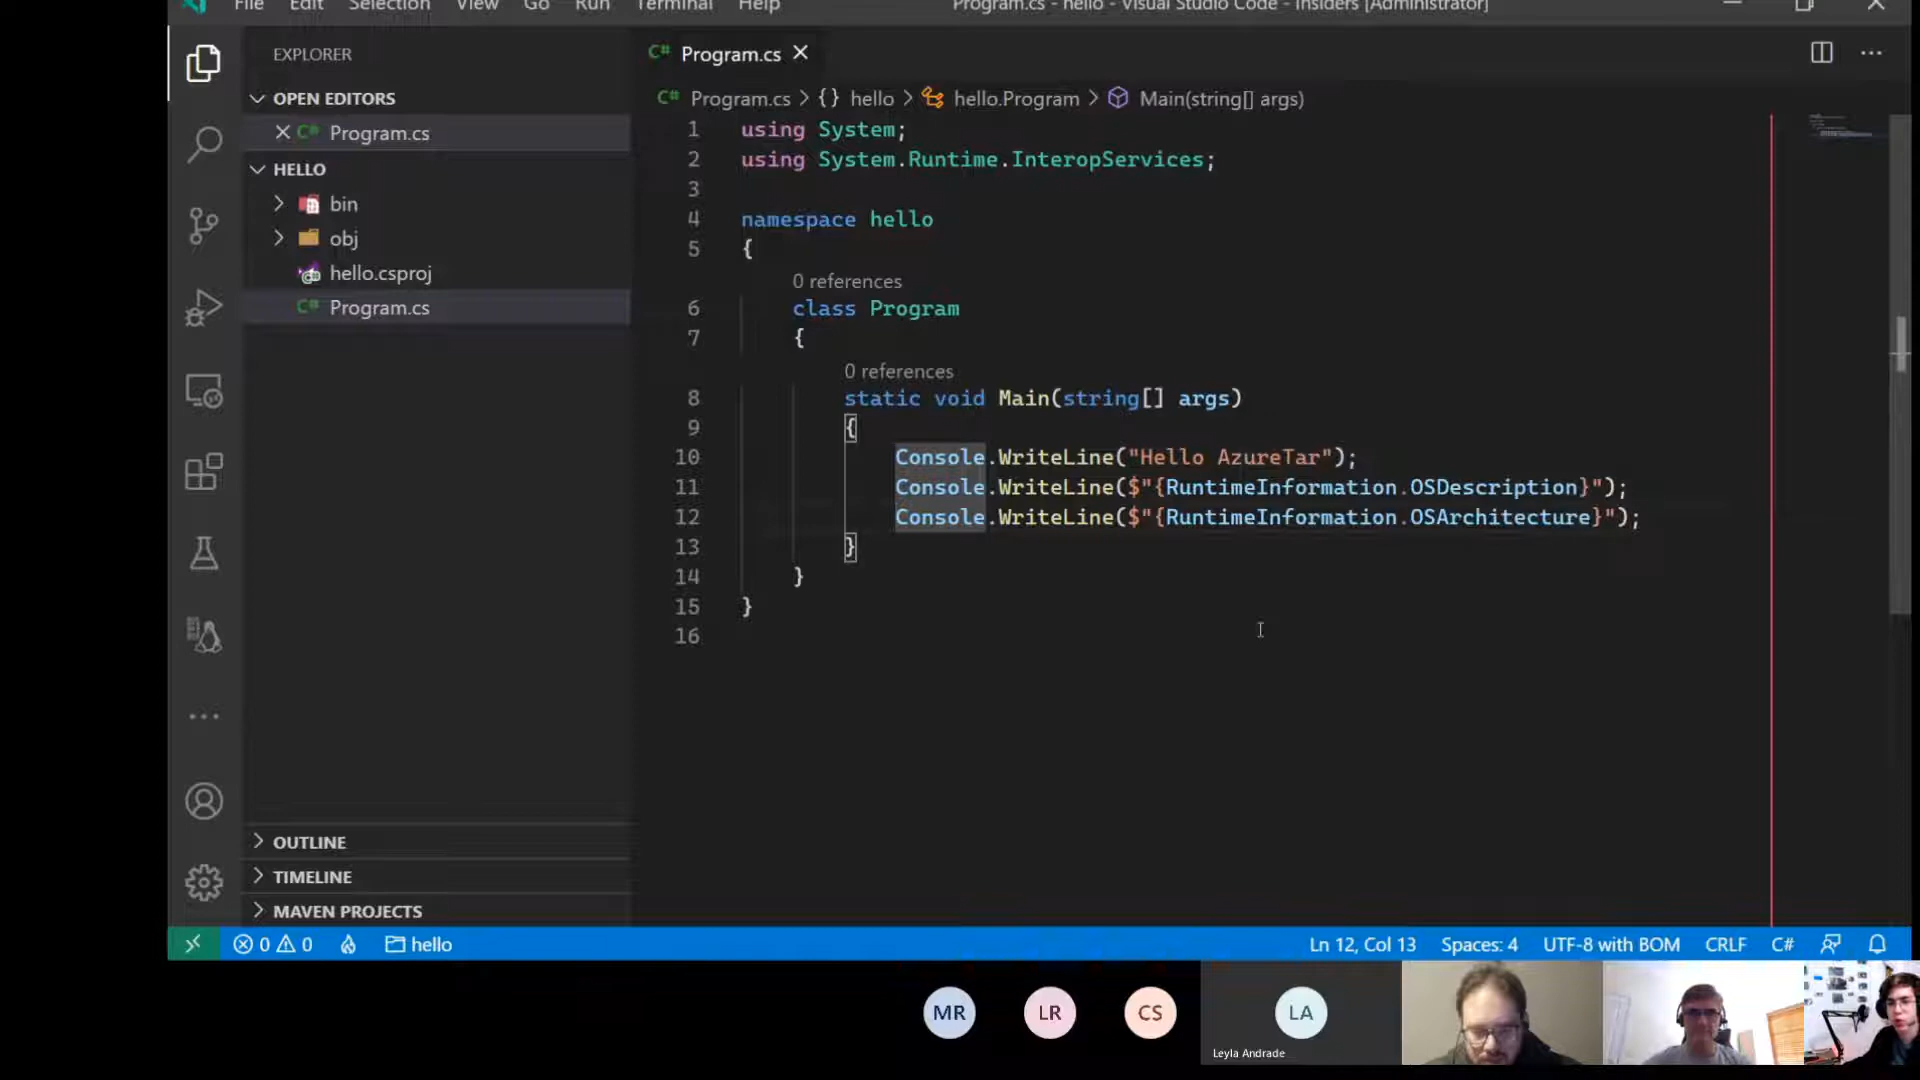 File Edit Selection View Go Run Terminal Help
Program.cs - hello - Visual Studio Code - Insiders [Administrator]
EXPLORER
OPEN EDITORS
Program.cs
HELLO
bin
obj
hello.csproj
Program.cs
OUTLINE
TIMELINE
MAVEN PROJECTS
C# Program.cs
C# Program.cs > {} hello > hello.Program > Main(string[] args)
1 using System;
2 using System.Runtime.InteropServices;
3
4 namespace hello
5 {
0 references
6 class Program
7 {
0 references
8 static void Main(string[] args)
9 {
10 Console.WriteLine("Hello AzureTar");
11 Console.WriteLine($"{RuntimeInformation.OSDescription}");
12 Console.WriteLine($"{RuntimeInformation.OSArchitecture}");
13 }
14 }
15 }
16
0 0 hello Ln 12, Col 13 Spaces: 4 UTF-8 with BOM CRLF C#
MR LR CS LA
Leyla Andrade